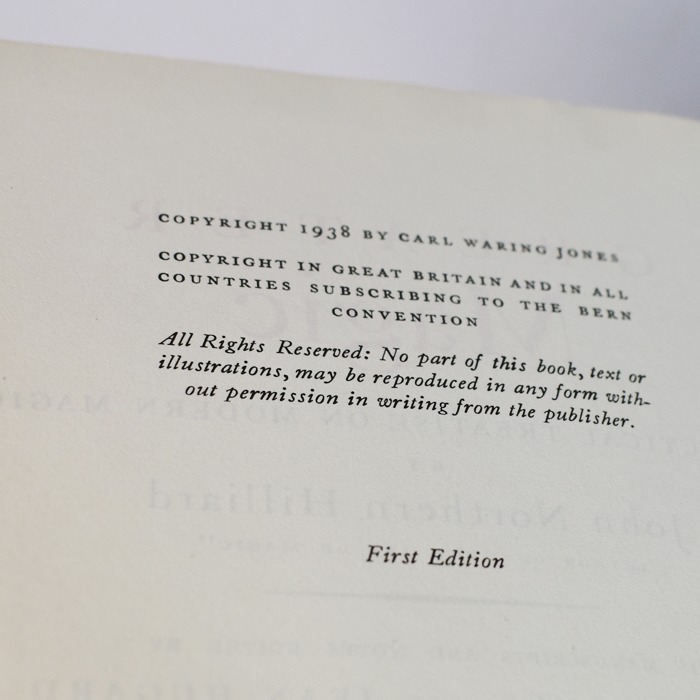 COPYRIGHT 1938 BY CARL WARING JONES
COPYRIGHT IN GREAT BRITAIN AND IN ALL
COUNTRIES SUBSCRIBING TO THE BERN
CONVENTION
All Rights Reserved: No part of this book, text or
illustrations, may be reproduced in any form with-
out permission in writing from the publisher.
First Edition